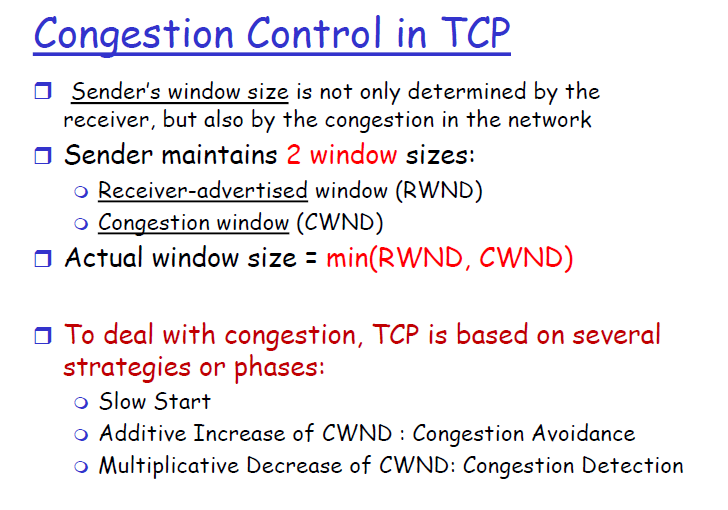 Congestion Control in TCP
Sender's window size is not only determined by the
receiver, but also by the congestion in the network
Sender maintains 2 window sizes:
Receiver-advertised window (RWND)
Congestion window (CWND)
Actual window size = min(RWND, CWND)
To deal with congestion, TCP is based on several
strategies or phases:
Slow Start
Additive Increase of CWND : Congestion Avoidance
Multiplicative Decrease of CWND: Congestion Detection